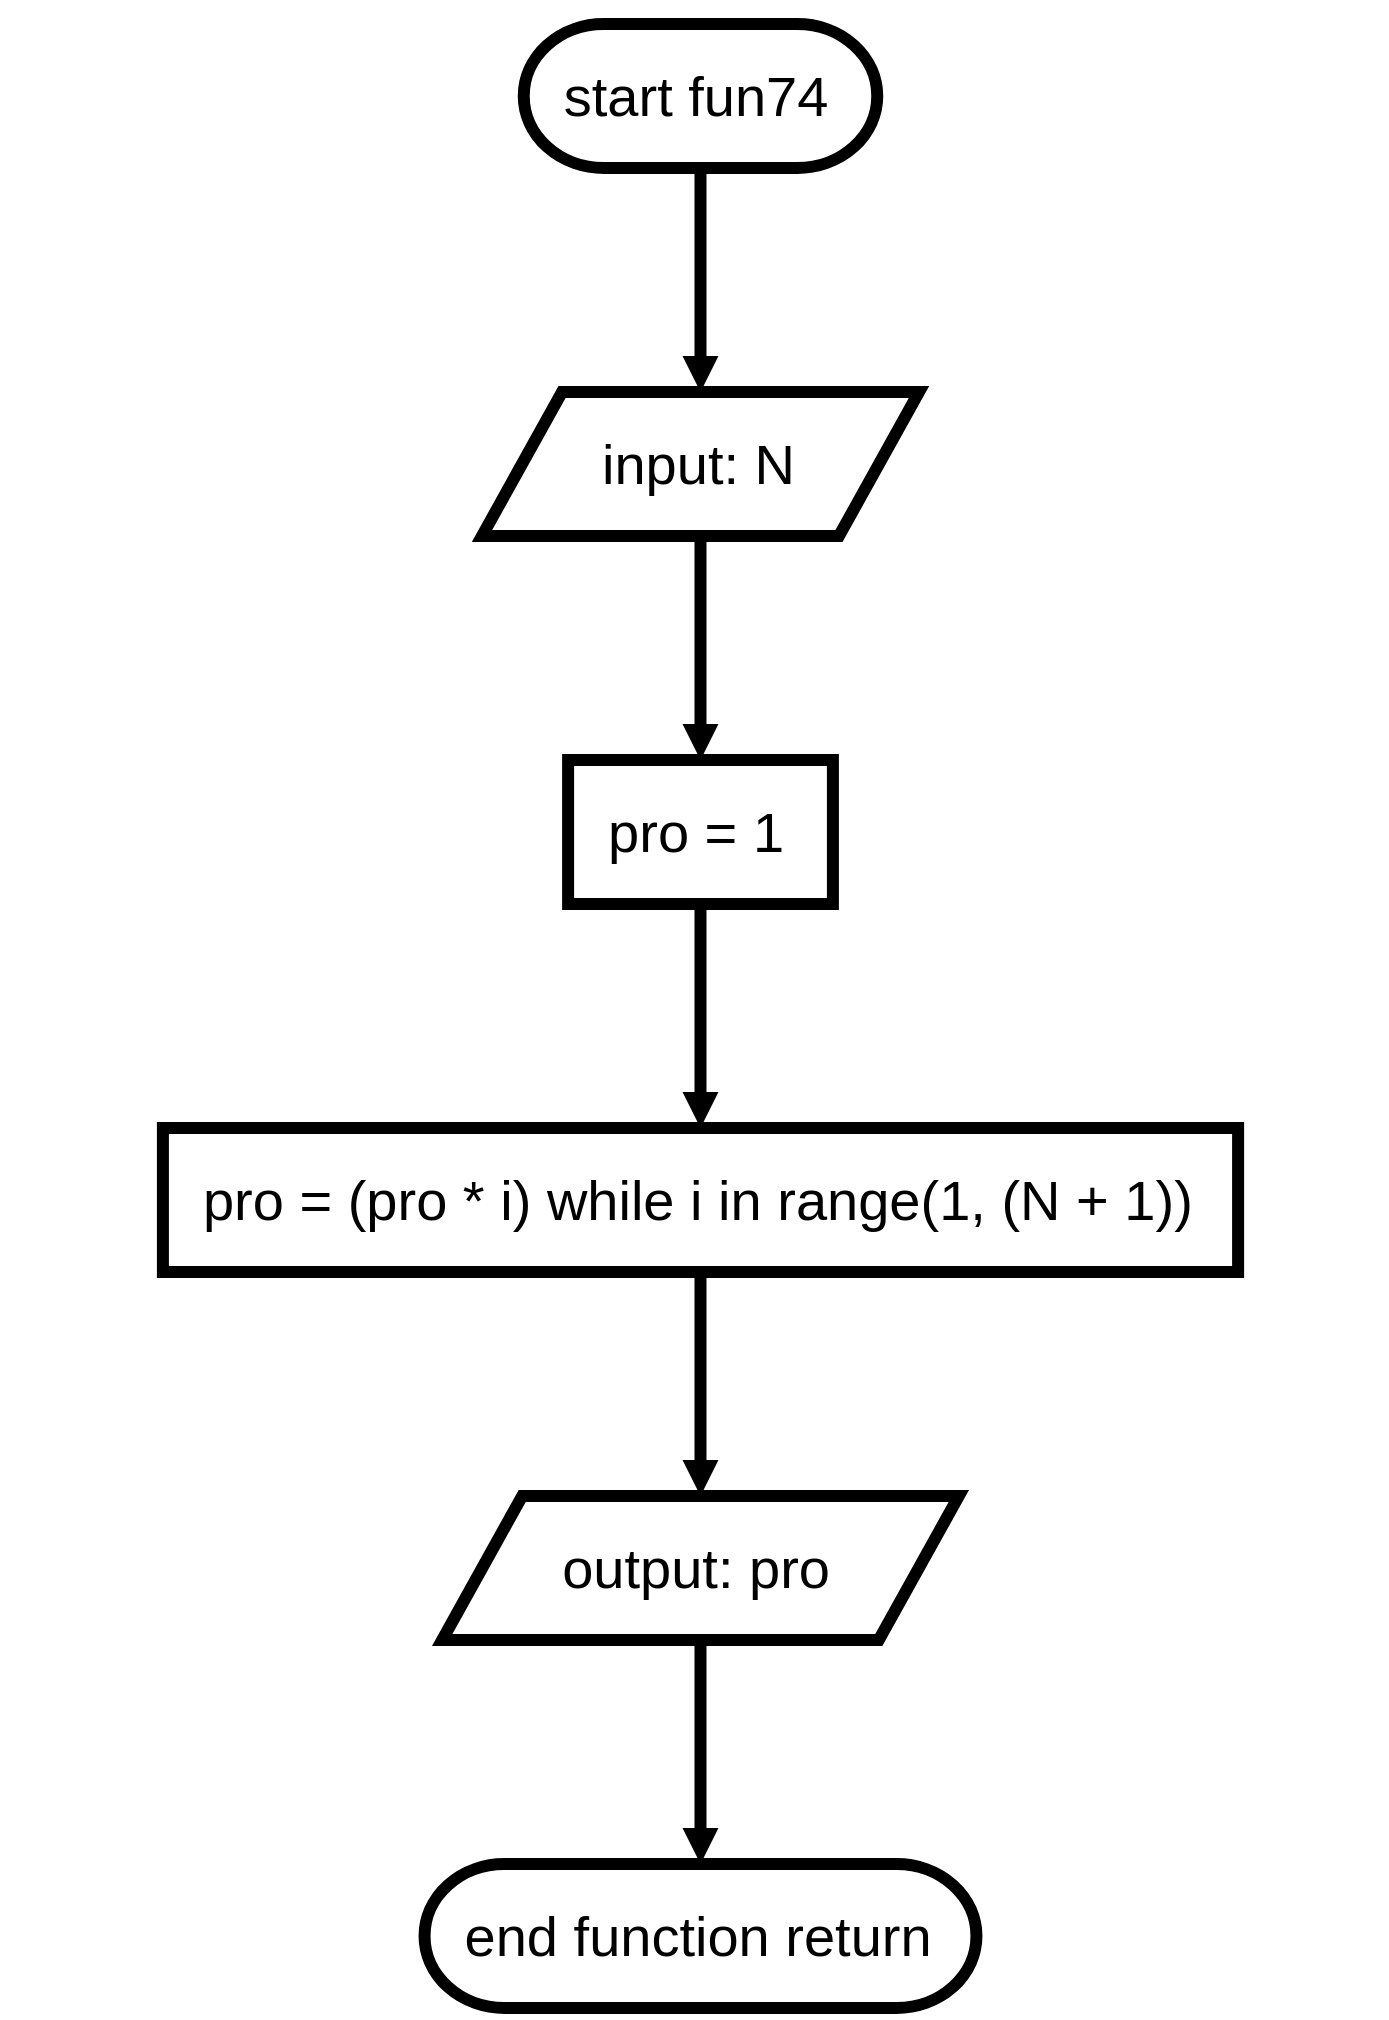 start fun74
input: N
pro = 1
pro = (pro * i) while i in range(1, (N + 1))
output: pro
end function return